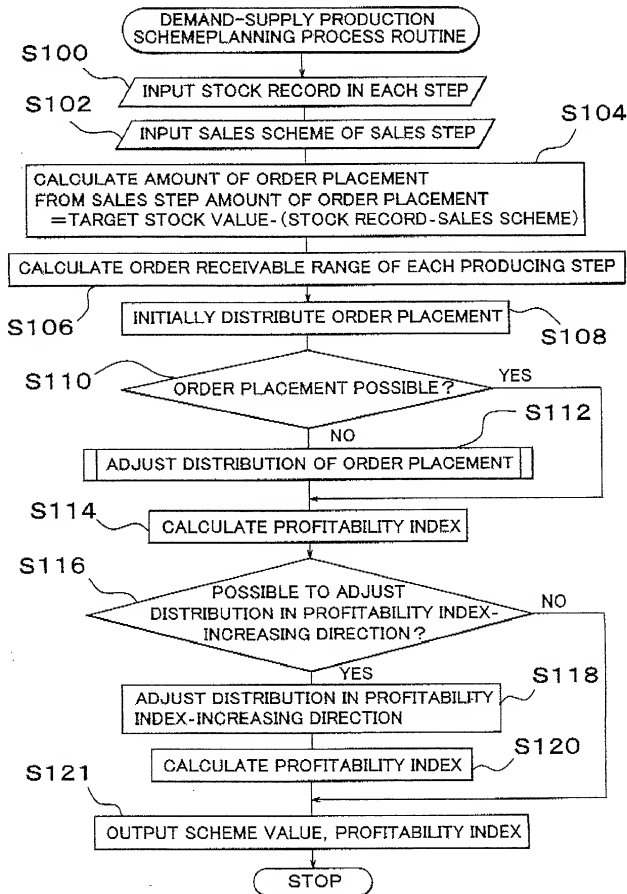 DEMAND-SUPPLY PRODUCTION
SCHEMEPLANNING PROCESS ROUTINE
S100
INPUT STOCK RECORD IN EACH STEP
S102
INPUT SALES SCHEME OF SALES STEP
S104
CALCULATE AMOUNT OF ORDER PLACEMENT
FROM SALES STEP AMOUNT OF ORDER PLACEMENT
=TARGET STOCK VALUE-(STOCK RECORD-SALES SCHEME)
CALCULATE ORDER RECEIVABLE RANGE OF EACH PRODUCING STEP
S106
INITIALLY DISTRIBUTE ORDER PLACEMENT
S108
S110
ORDER PLACEMENT POSSIBLE?
YES
NO
S112
ADJUST DISTRIBUTION OF ORDER PLACEMENT
S114
CALCULATE PROFITABILITY INDEX
S116
POSSIBLE TO ADJUST
DISTRIBUTION IN PROFITABILITY INDEX-
INCREASING DIRECTION?
NO
YES
S118
ADJUST DISTRIBUTION IN PROFITABILITY
INDEX-INCREASING DIRECTION
S120
CALCULATE PROFITABILITY INDEX
S121
OUTPUT SCHEME VALUE, PROFITABILITY INDEX
STOP